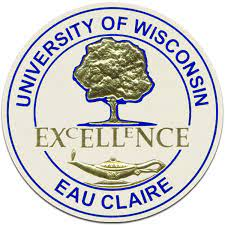 UNIVERSITY OF WISCONSIN
EXCELLENCE
EAU CLAIRE